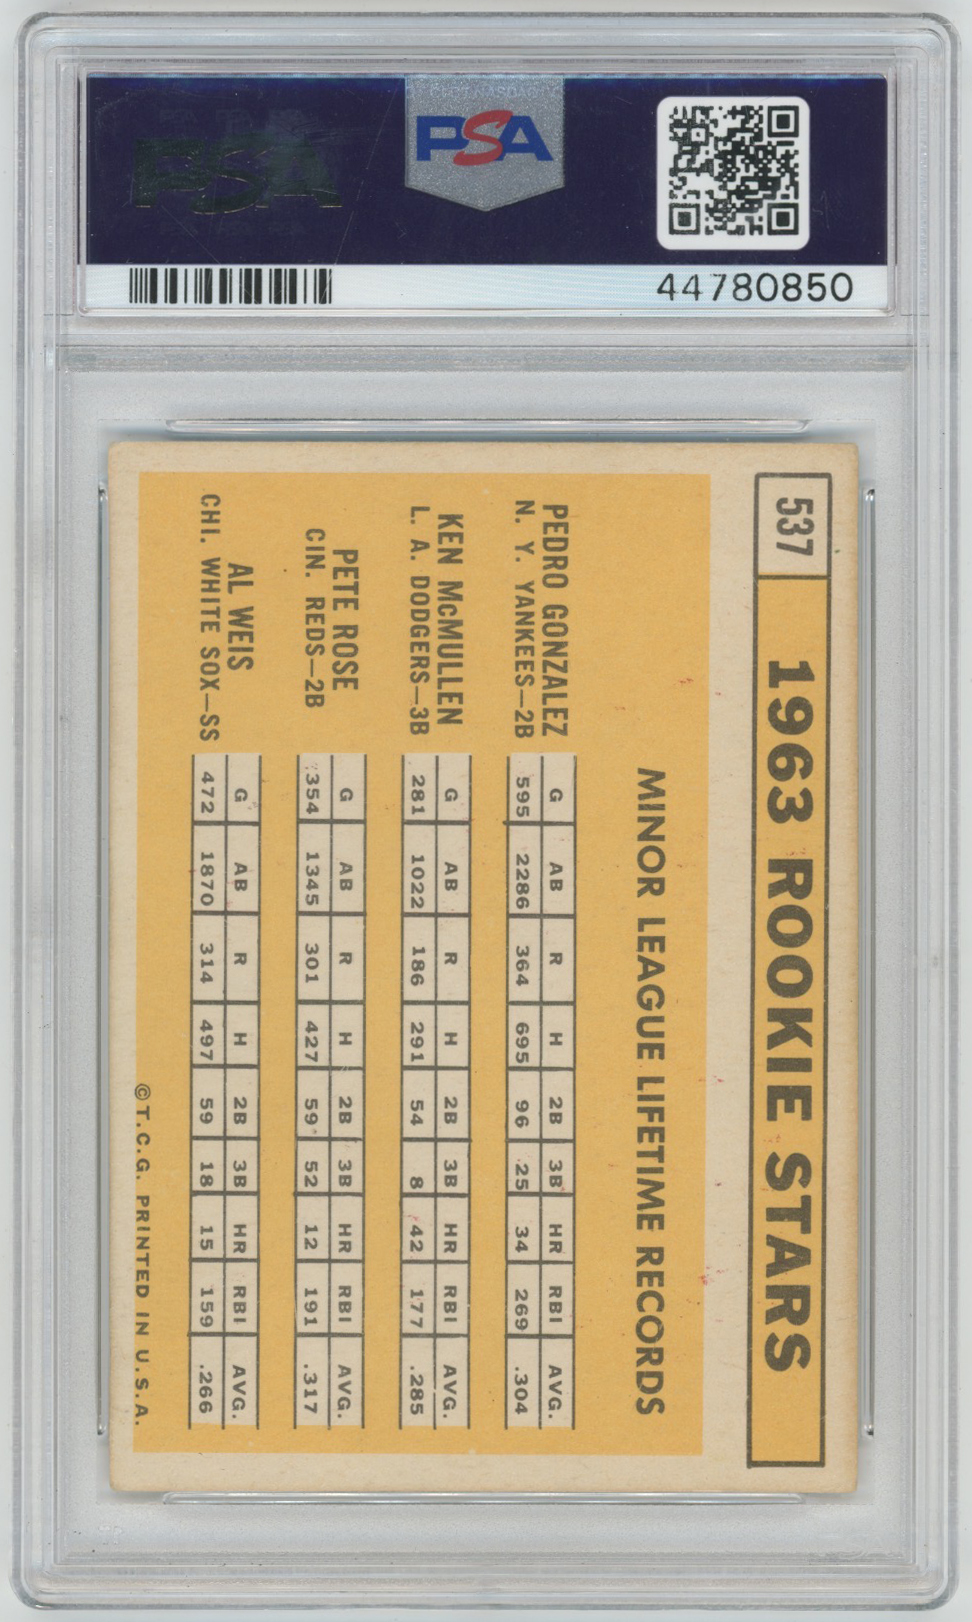 PSA
PSA
44780850
537
1963 ROOKIE STARS
MINOR LEAGUE LIFETIME RECORDS
PEDRO GONZALEZ
N. Y. YANKEES—2B
G AB R H 2B 3B HR RBI AVG.
595 2286 364 695 96 25 34 269 .304
KEN McMULLEN
L. A. DODGERS—3B
G AB R H 2B 3B HR RBI AVG.
281 1022 186 291 54 8 42 177 .285
PETE ROSE
CIN. REDS—2B
G AB R H 2B 3B HR RBI AVG.
354 1345 301 427 59 52 12 191 .317
AL WEIS
CHI. WHITE SOX—SS
G AB R H 2B 3B HR RBI AVG.
472 1870 314 497 59 18 15 159 .266
©T.C.G. PRINTED IN U.S.A.